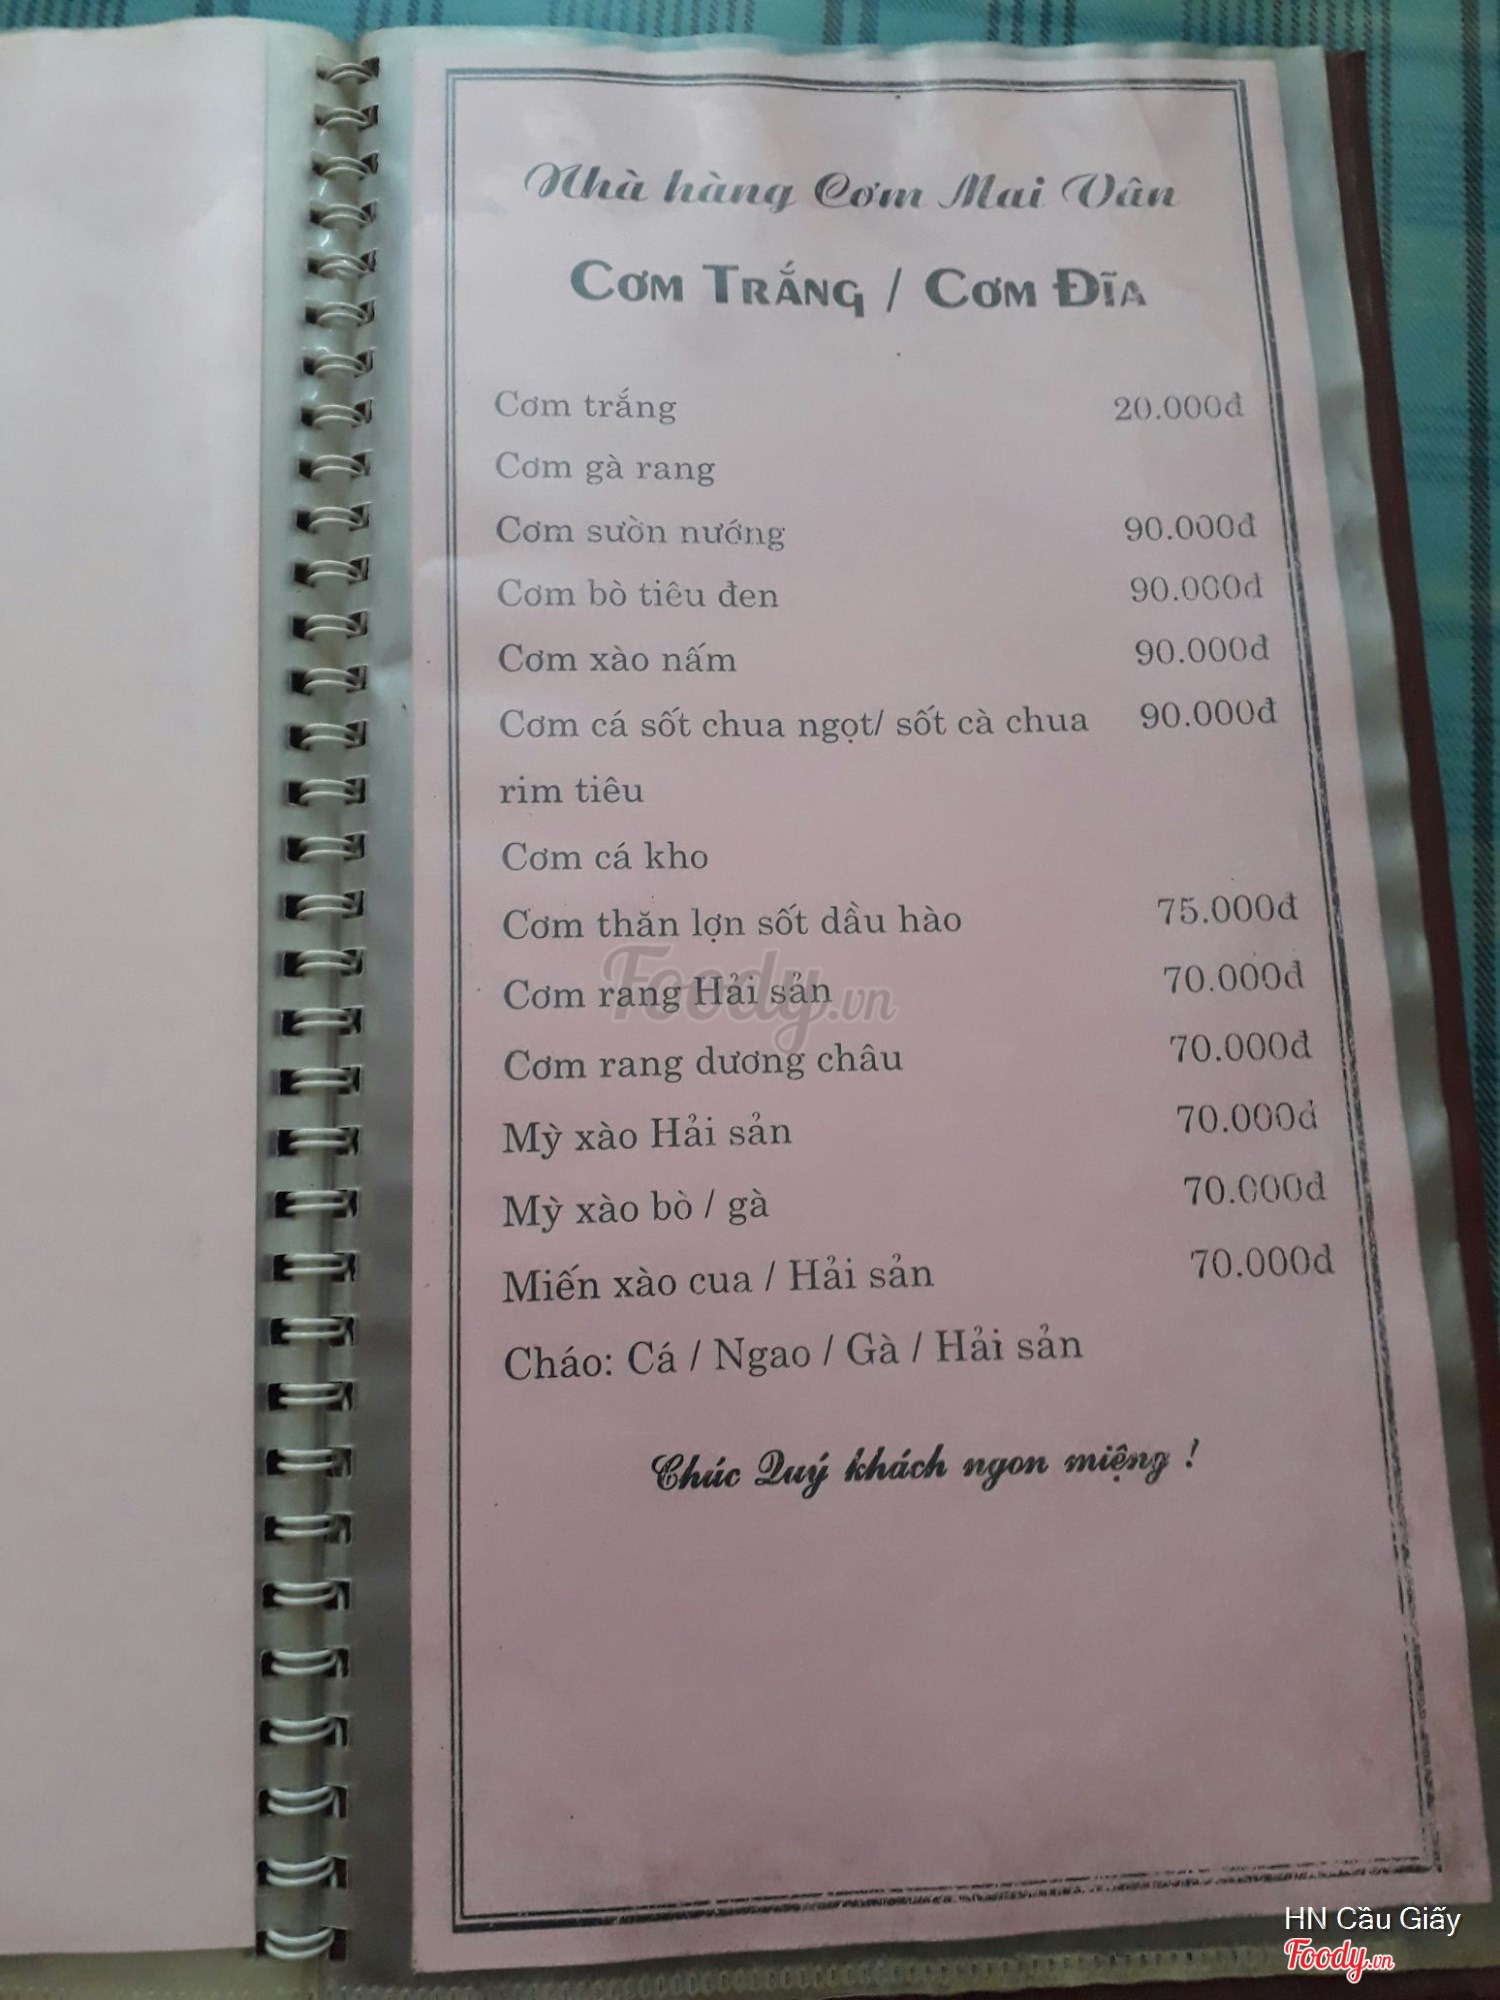 Nhà hàng Cơm Mai Vân
CƠM TRẮNG / CƠM ĐĨA
Cơm trắng 20.000đ
Cơm gà rang
Cơm sườn nướng 90.000đ
Cơm bò tiêu đen 90.000đ
Cơm xào nấm 90.000đ
Cơm cá sốt chua ngọt/ sốt cà chua 90.000đ
rim tiêu
Cơm cá kho
Cơm thăn lợn sốt dầu hào 75.000đ
Cơm rang Hải sản 70.000đ
Foody.vn
Cơm rang dương châu 70.000đ
Mỳ xào Hải sản 70.000đ
Mỳ xào bò / gà 70.000đ
Miến xào cua / Hải sản 70.000đ
Cháo: Cá / Ngao / Gà / Hải sản
Chúc Quý khách ngon miệng !
HN Cầu Giấy
Foody.vn